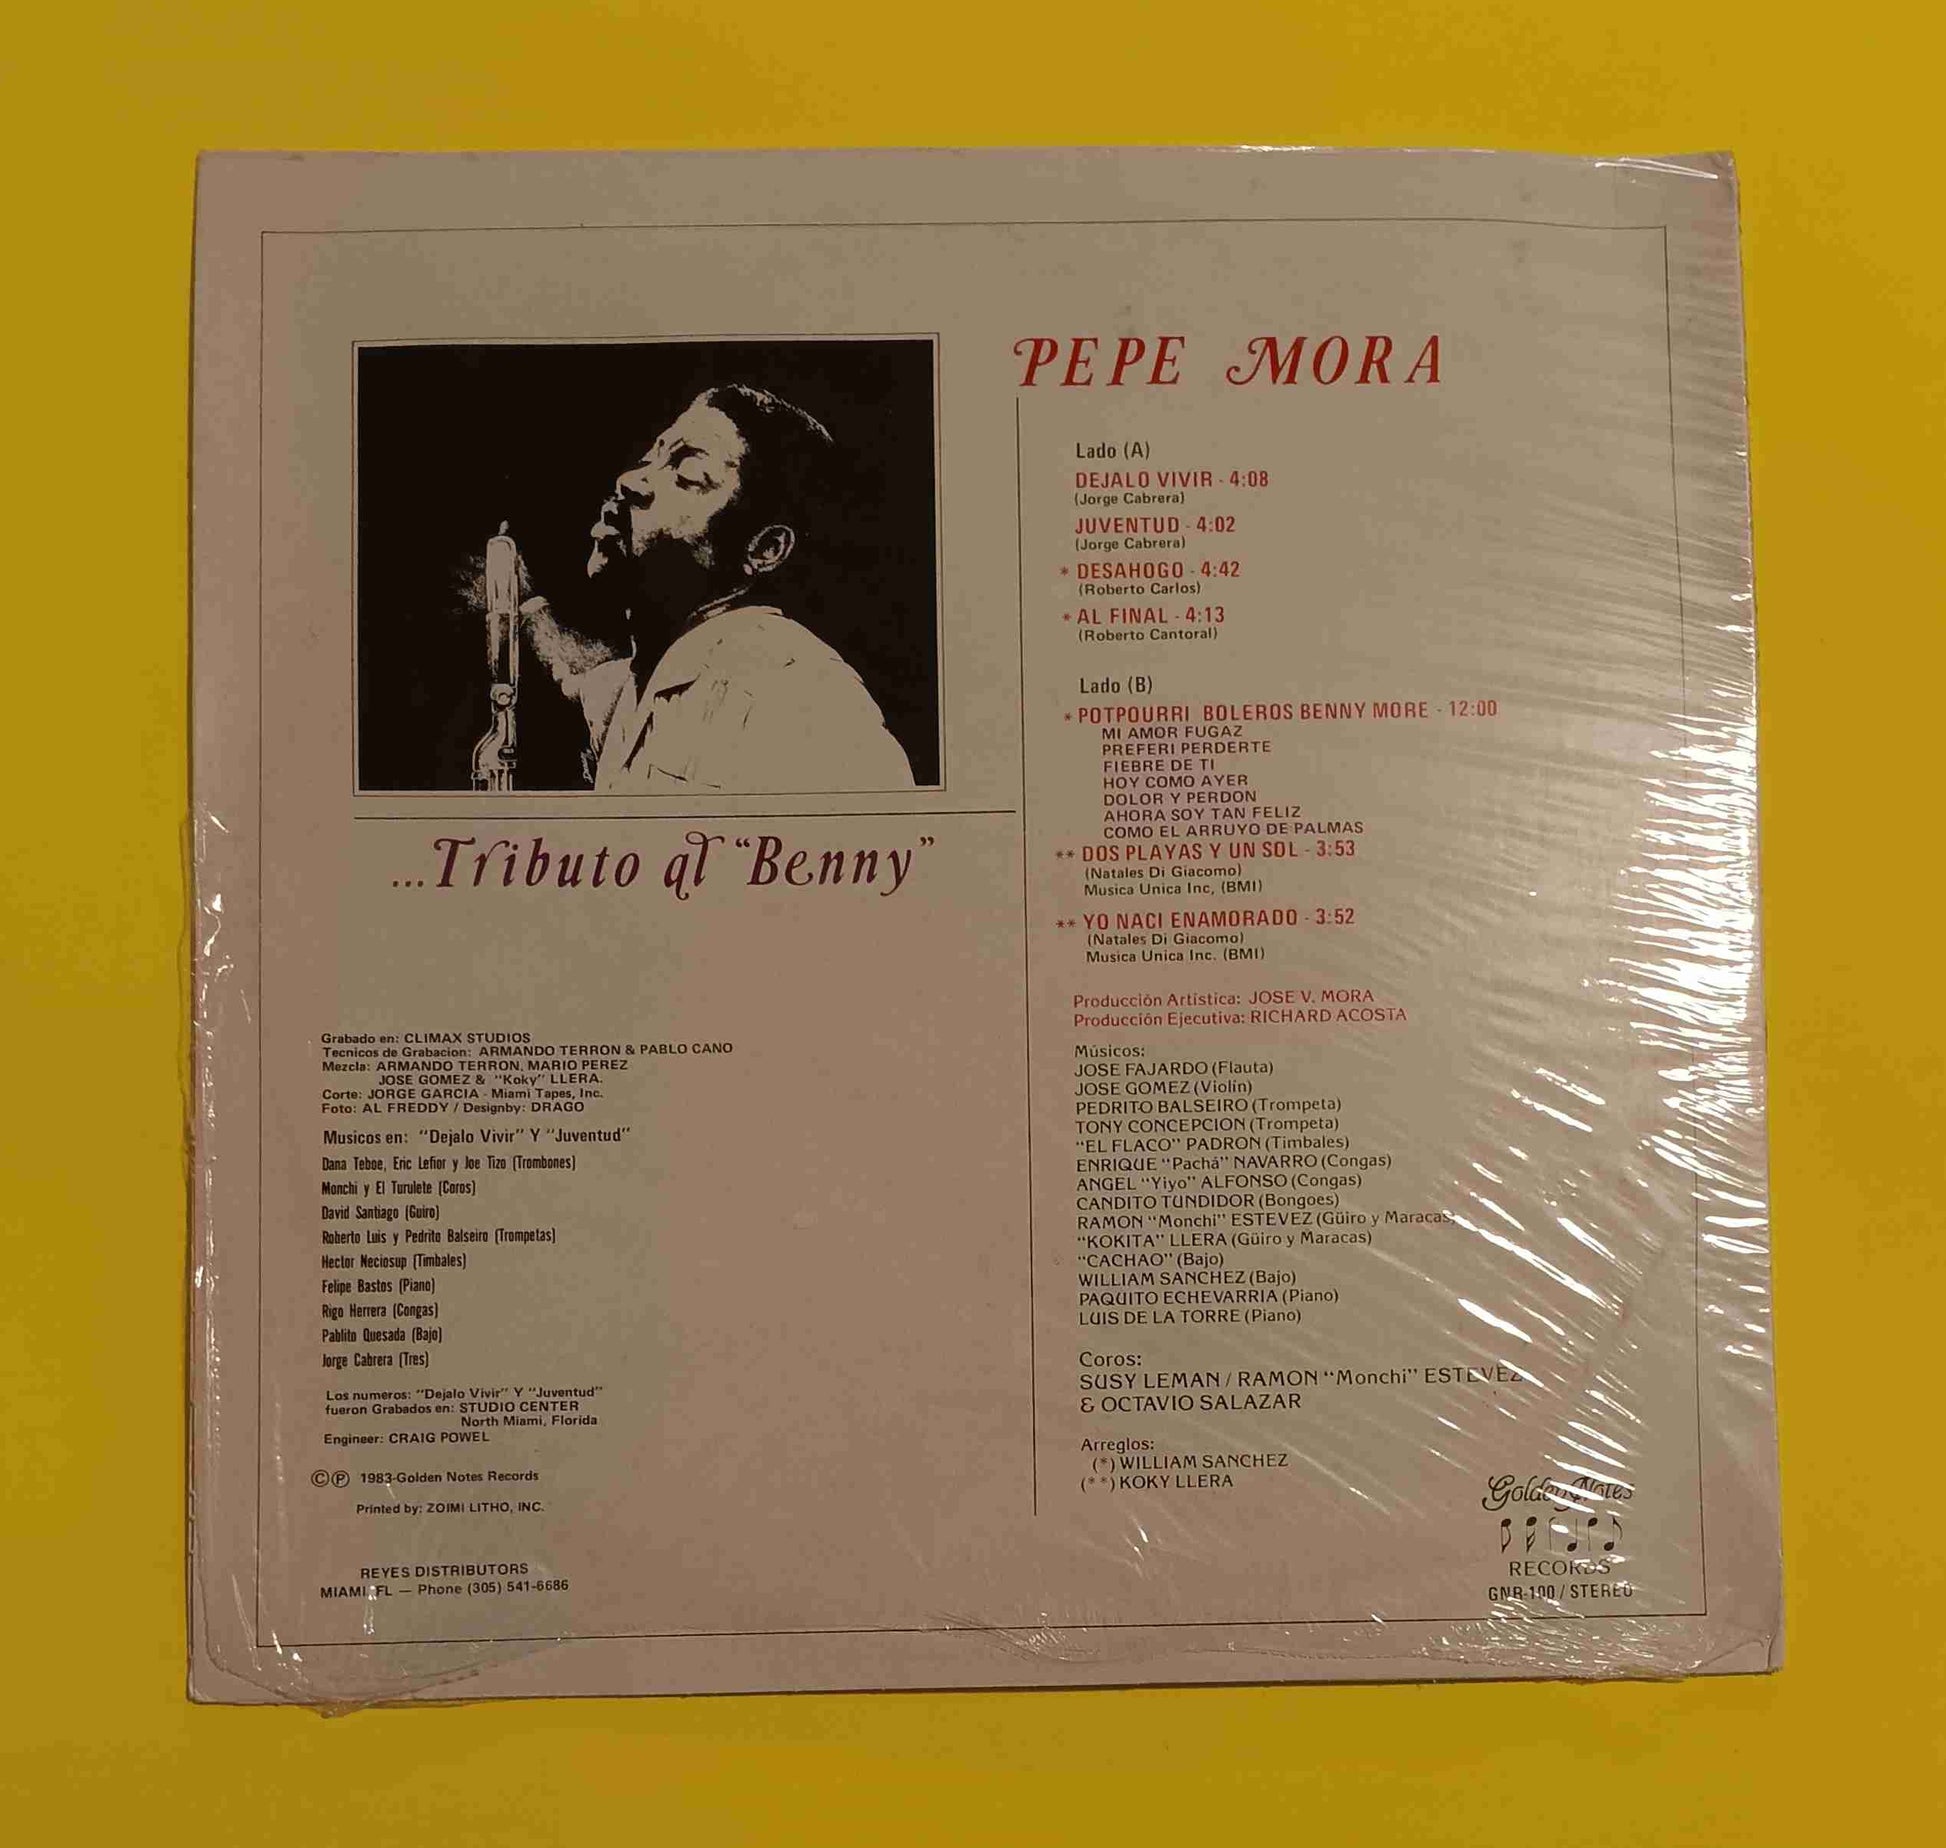 PEPE MORA
...Tributo al "Benny"
Lado (A)
DEJALO VIVIR - 4:08
(Jorge Cabrera)
JUVENTUD - 4:02
(Jorge Cabrera)
* DESAHOGO - 4:42
(Roberto Carlos)
* AL FINAL - 4:13
(Roberto Cantoral)
Lado (B)
* POTPOURRI BOLEROS BENNY MORE - 12:00
MI AMOR FUGAZ
PREFERI PERDERTE
FIEBRE DE TI
HOY COMO AYER
DOLOR Y PERDON
AHORA SOY TAN FELIZ
COMO EL ARRUYO DE PALMAS
** DOS PLAYAS Y UN SOL - 3:53
(Natales Di Giacomo)
Musica Unica Inc, (BMI)
** YO NACI ENAMORADO - 3:52
(Natales Di Giacomo)
Musica Unica Inc. (BMI)
Producción Artística: JOSE V. MORA
Producción Ejecutiva: RICHARD ACOSTA
Músicos:
JOSE FAJARDO (Flauta)
JOSE GOMEZ (Violín)
PEDRITO BALSEIRO (Trompeta)
TONY CONCEPCION (Trompeta)
"EL FLACO" PADRON (Timbales)
ENRIQUE "Pachá" NAVARRO (Congas)
ANGEL "Yiyo" ALFONSO (Congas)
CANDITO TUNDIDOR (Bongoes)
RAMON "Monchi" ESTEVEZ (Güiro y Maracas)
"KOKITA" LLERA (Güiro y Maracas)
"CACHAO" (Bajo)
WILLIAM SANCHEZ (Bajo)
PAQUITO ECHEVARRIA (Piano)
LUIS DE LA TORRE (Piano)
Coros:
SUSY LEMAN / RAMON "Monchi" ESTEVEZ
& OCTAVIO SALAZAR
Arreglos:
(*) WILLIAM SANCHEZ
(**) KOKY LLERA
Grabado en: CLIMAX STUDIOS
Tecnicos de Grabacion: ARMANDO TERRON & PABLO CANO
Mezcla: ARMANDO TERRON, MARIO PEREZ
JOSE GOMEZ & "Koky" LLERA.
Corte: JORGE GARCIA - Miami Tapes, Inc.
Foto: AL FREDDY / Designby: DRAGO
Musicos en: "Dejalo Vivir" Y "Juventud"
Dana Teboe, Eric Lefior y Joe Tizo (Trombones)
Monchi y El Turulete (Coros)
David Santiago (Guiro)
Roberto Luis y Pedrito Balseiro (Trompetas)
Hector Neciosup (Timbales)
Felipe Bastos (Piano)
Rigo Herrera (Congas)
Pablito Quesada (Bajo)
Jorge Cabrera (Tres)
Los numeros: "Dejalo Vivir" Y "Juventud"
fueron Grabados en: STUDIO CENTER
North Miami, Florida
Engineer: CRAIG POWEL
©℗ 1983-Golden Notes Records
Printed by: ZOIMI LITHO, INC.
REYES DISTRIBUTORS
MIAMI, FL — Phone (305) 541-6686
Golden Notes
RECORDS
GNR-100 / STEREO